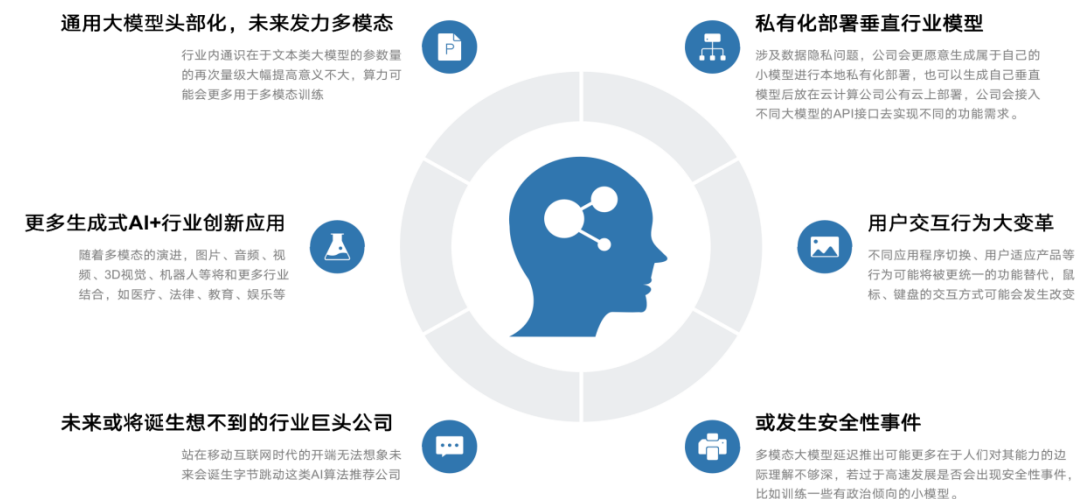 通用大模型头部化，未来发力多模态
行业内通识在于文本类大模型的参数量
的再次量级大幅提高意义不大，算力可
能会更多用于多模态训练
P
私有化部署垂直行业模型
涉及数据隐私问题，公司会更愿意生成属于自己的
小模型进行本地私有化部署，也可以生成自己垂直
模型后放在云计算公司公有云上部署，公司会接入
不同大模型的API接口去实现不同的功能需求。
更多生成式AI+行业创新应用
随着多模态的演进，图片、音频、视
频、3D视觉、机器人等将和更多行业
结合，如医疗、法律、教育、娱乐等
用户交互行为大变革
不同应用程序切换、用户适应产品等
行为可能将被更统一的功能替代，鼠
标、键盘的交互方式可能会发生改变
未来或将诞生想不到的行业巨头公司
站在移动互联网时代的开端无法想象未
来会诞生字节跳动这类AI算法推荐公司
或发生安全性事件
多模态大模型延迟推出可能更多在于人们对其能力的边
际理解不够深，若过于高速发展是否会出现安全性事件，
比如训练一些有政治倾向的小模型。